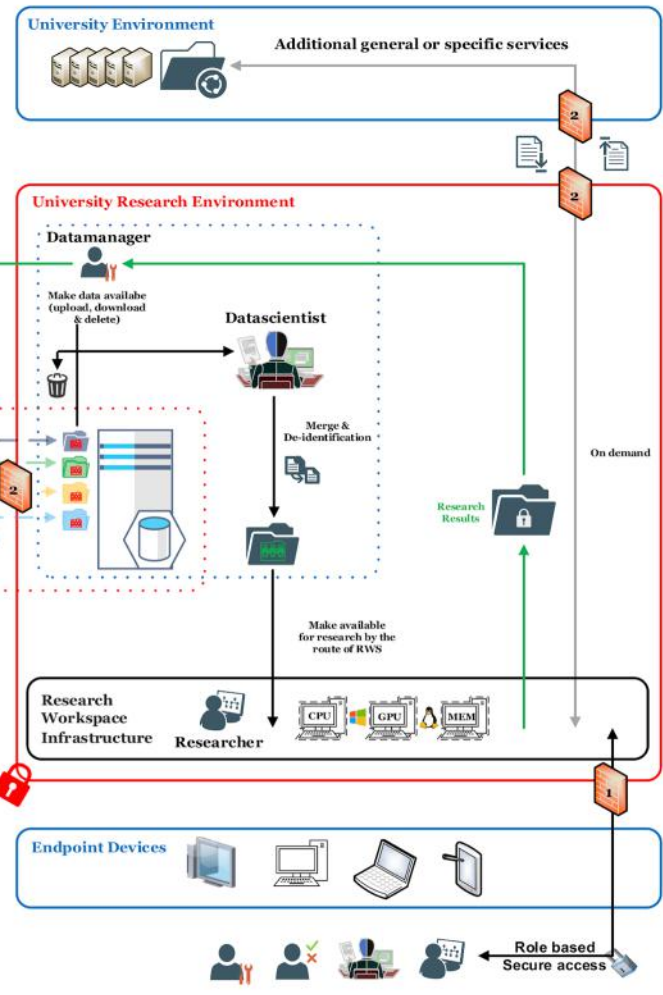 University Environment
Additional general or specific services
2
2
University Research Environment
Datamanager
Make data availabe
(upload, download
& delete)
Datascientist
Merge &
De-identification
On demand
2
Research
Results
Make available
for research by the
route of RWS
Research
Workspace
Infrastructure
Researcher
CPU
GPU
MEM
1
Endpoint Devices
Role based
Secure access